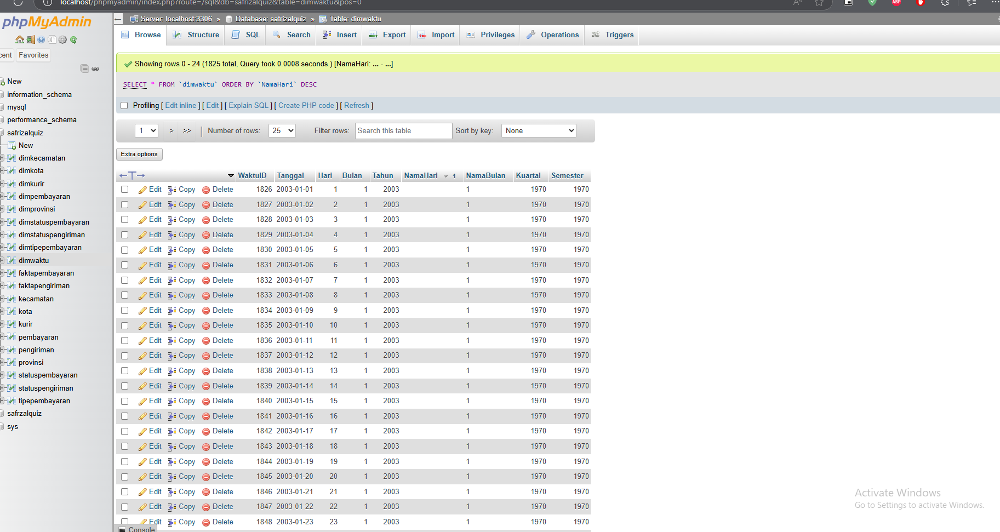 localhost/phpmyadmin/index.php?route=/sql&db=safrizalquiz&table=dimwaktu&pos=0
phpMyAdmin
cent Favorites
New
information_schema
mysql
performance_schema
safrizalquiz
New
dimkecamatan
dimkota
dimkurir
dimpembayaran
dimprovinsi
dimstatuspembayaran
dimstatuspengiriman
dimtipepembayaran
dimwaktu
faktapembayaran
faktapengiriman
kecamatan
kota
kurir
pembayaran
pengiriman
provinsi
statuspembayaran
statuspengiriman
tipepembayaran
safrzalquiz
sys
Server: localhost:3306 » Database: safrizalquiz » Table: dimwaktu
Browse Structure SQL Search Insert Export Import Privileges Operations Triggers
Showing rows 0 - 24 (1825 total, Query took 0.0008 seconds.) [NamaHari: ... - ...]
SELECT * FROM `dimwaktu` ORDER BY `NamaHari` DESC
Profiling [ Edit inline ] [ Edit ] [ Explain SQL ] [ Create PHP code ] [ Refresh ]
1 > >> | Number of rows: 25 Filter rows: Search this table Sort by key: None
Extra options
WaktuID Tanggal Hari Bulan Tahun NamaHari 1 NamaBulan Kuartal Semester
Edit Copy Delete 1826 2003-01-01 1 1 2003 1 1970 1970
Edit Copy Delete 1827 2003-01-02 2 1 2003 1 1970 1970
Edit Copy Delete 1828 2003-01-03 3 1 2003 1 1970 1970
Edit Copy Delete 1829 2003-01-04 4 1 2003 1 1970 1970
Edit Copy Delete 1830 2003-01-05 5 1 2003 1 1970 1970
Edit Copy Delete 1831 2003-01-06 6 1 2003 1 1970 1970
Edit Copy Delete 1832 2003-01-07 7 1 2003 1 1970 1970
Edit Copy Delete 1833 2003-01-08 8 1 2003 1 1970 1970
Edit Copy Delete 1834 2003-01-09 9 1 2003 1 1970 1970
Edit Copy Delete 1835 2003-01-10 10 1 2003 1 1970 1970
Edit Copy Delete 1836 2003-01-11 11 1 2003 1 1970 1970
Edit Copy Delete 1837 2003-01-12 12 1 2003 1 1970 1970
Edit Copy Delete 1838 2003-01-13 13 1 2003 1 1970 1970
Edit Copy Delete 1839 2003-01-14 14 1 2003 1 1970 1970
Edit Copy Delete 1840 2003-01-15 15 1 2003 1 1970 1970
Edit Copy Delete 1841 2003-01-16 16 1 2003 1 1970 1970
Edit Copy Delete 1842 2003-01-17 17 1 2003 1 1970 1970
Edit Copy Delete 1843 2003-01-18 18 1 2003 1 1970 1970
Edit Copy Delete 1844 2003-01-19 19 1 2003 1 1970 1970
Edit Copy Delete 1845 2003-01-20 20 1 2003 1 1970 1970
Edit Copy Delete 1846 2003-01-21 21 1 2003 1 1970 1970
Edit Copy Delete 1847 2003-01-22 22 1 2003 1 1970 1970
Edit Copy Delete 1848 2003-01-23 23 1 2003 1 1970 1970
Console
Activate Windows
Go to Settings to activate Windows.
ABP